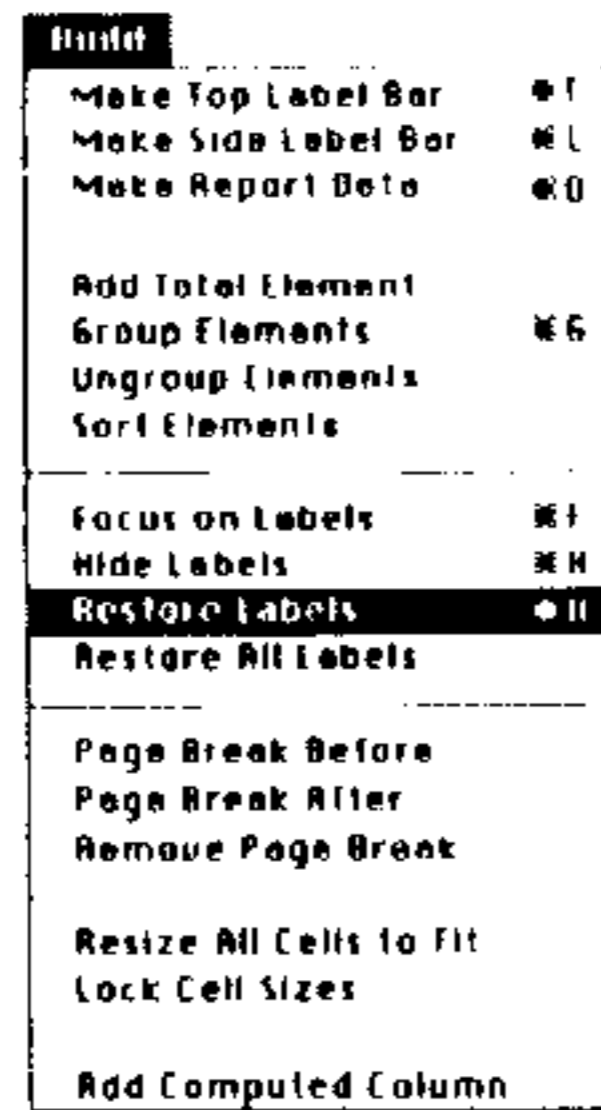 Build
Make Top Label Bar ⌘T
Make Side Label Bar ⌘L
Make Report Data ⌘D
Add Total Element
Group Elements ⌘G
Ungroup Elements
Sort Elements
Focus on Labels ⌘F
Hide Labels ⌘H
Restore Labels
Restore All Labels
Page Break Before
Page Break After
Remove Page Break
Resize All Cells to Fit
Lock Cell Sizes
Add Computed Column